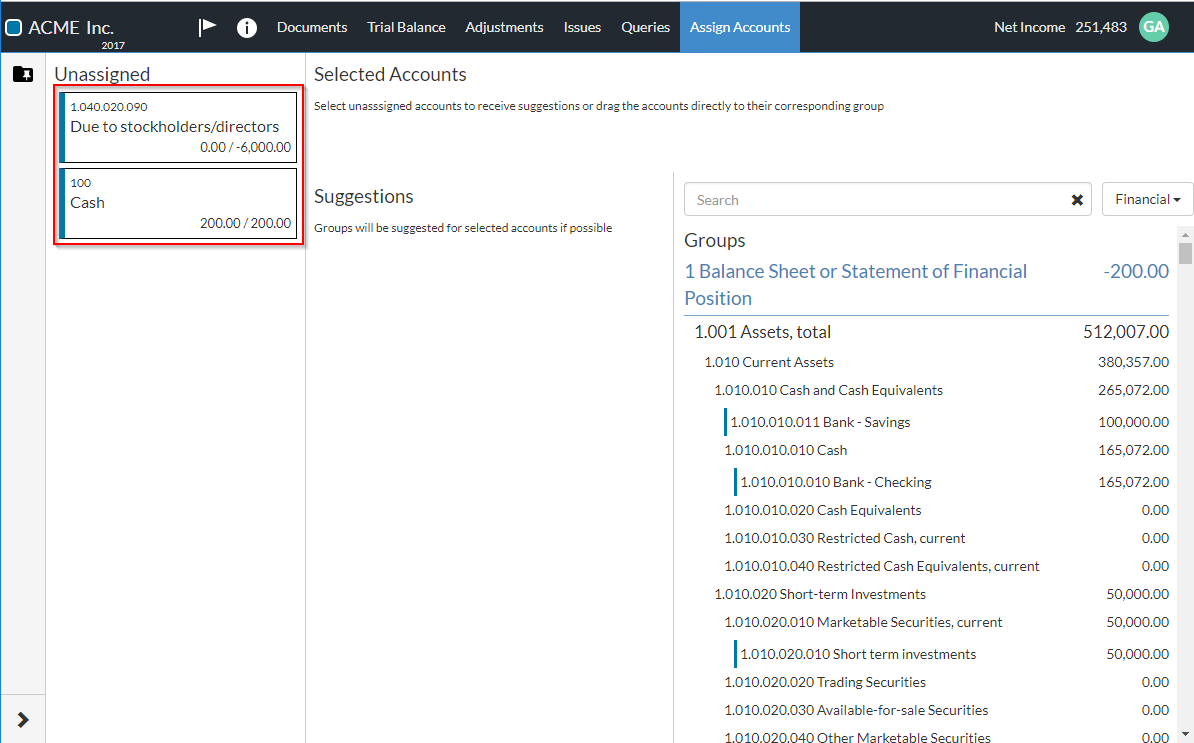 ACME Inc.
2017
Documents
Trial Balance
Adjustments
Issues
Queries
Assign Accounts
Net Income 251,483
GA
Unassigned
1.040.020.090
Due to stockholders/directors
0.00 / -6,000.00
100
Cash
200.00 / 200.00
Selected Accounts
Select unasssigned accounts to receive suggestions or drag the accounts directly to their corresponding group
Suggestions
Groups will be suggested for selected accounts if possible
Search
Financial
Groups
1 Balance Sheet or Statement of Financial -200.00
Position
1.001 Assets, total 512,007.00
1.010 Current Assets 380,357.00
1.010.010 Cash and Cash Equivalents 265,072.00
1.010.010.011 Bank - Savings 100,000.00
1.010.010.010 Cash 165,072.00
1.010.010.010 Bank - Checking 165,072.00
1.010.010.020 Cash Equivalents 0.00
1.010.010.030 Restricted Cash, current 0.00
1.010.010.040 Restricted Cash Equivalents, current 0.00
1.010.020 Short-term Investments 50,000.00
1.010.020.010 Marketable Securities, current 50,000.00
1.010.020.010 Short term investments 50,000.00
1.010.020.020 Trading Securities 0.00
1.010.020.030 Available-for-sale Securities 0.00
1.010.020.040 Other Marketable Securities 0.00